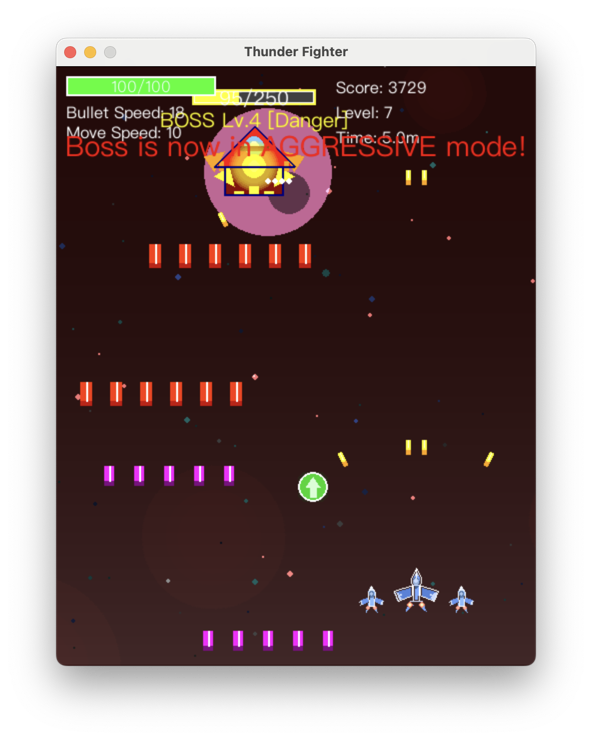 Thunder Fighter
100/100
95/250
Score: 3729
Bullet Speed: 18
Level: 7
BOSS Lv.4 [Danger]
Move Speed: 10
Time: 5.0m
Boss is now in AGGRESSIVE mode!